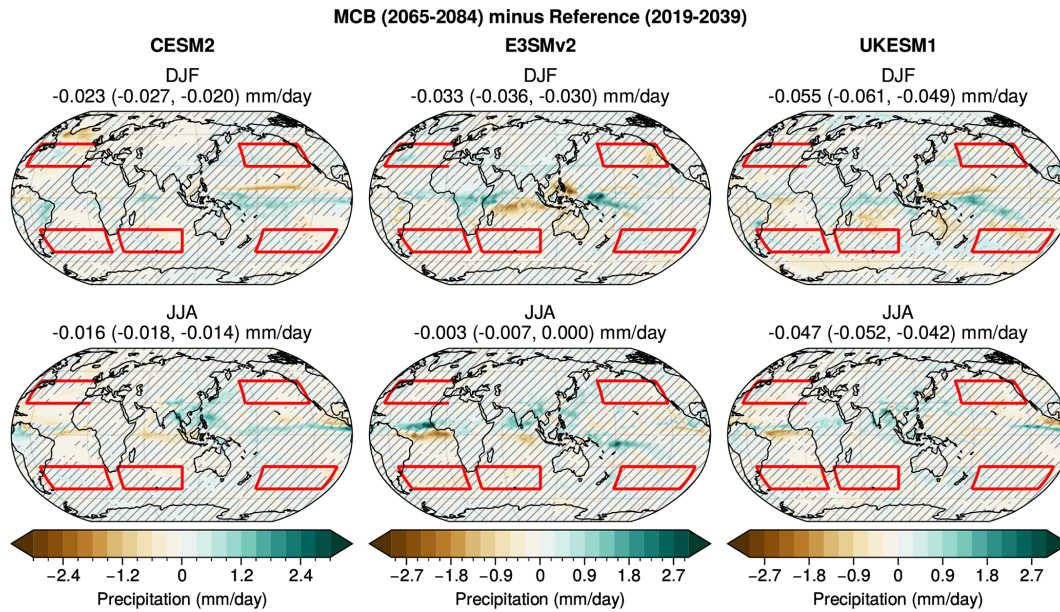 MCB (2065-2084) minus Reference (2019-2039)
CESM2 E3SMv2 UKESM1
DJF DJF DJF
-0.023 (-0.027, -0.020) mm/day -0.033 (-0.036, -0.030) mm/day -0.055 (-0.061, -0.049) mm/day
JJA JJA JJA
-0.016 (-0.018, -0.014) mm/day -0.003 (-0.007, 0.000) mm/day -0.047 (-0.052, -0.042) mm/day
−2.4 −1.2 0 1.2 2.4 −2.7 −1.8 −0.9 0 0.9 1.8 2.7 −2.7 −1.8 −0.9 0 0.9 1.8 2.7
Precipitation (mm/day) Precipitation (mm/day) Precipitation (mm/day)